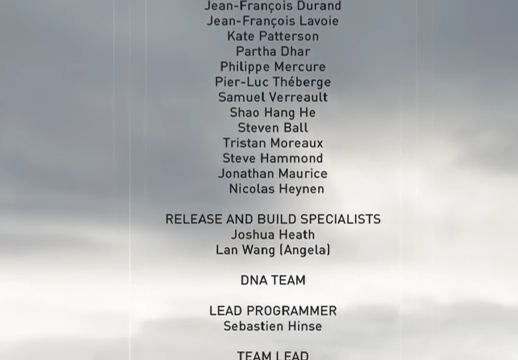 Jean-François Durand
Jean-François Lavoie
Kate Patterson
Partha Dhar
Philippe Mercure
Pier-Luc Théberge
Samuel Verreault
Shao Hang He
Steven Ball
Tristan Moreaux
Steve Hammond
Jonathan Maurice
Nicolas Heynen
RELEASE AND BUILD SPECIALISTS
Joshua Heath
Lan Wang (Angela)
DNA TEAM
LEAD PROGRAMMER
Sebastien Hinse
TEAM LEAD